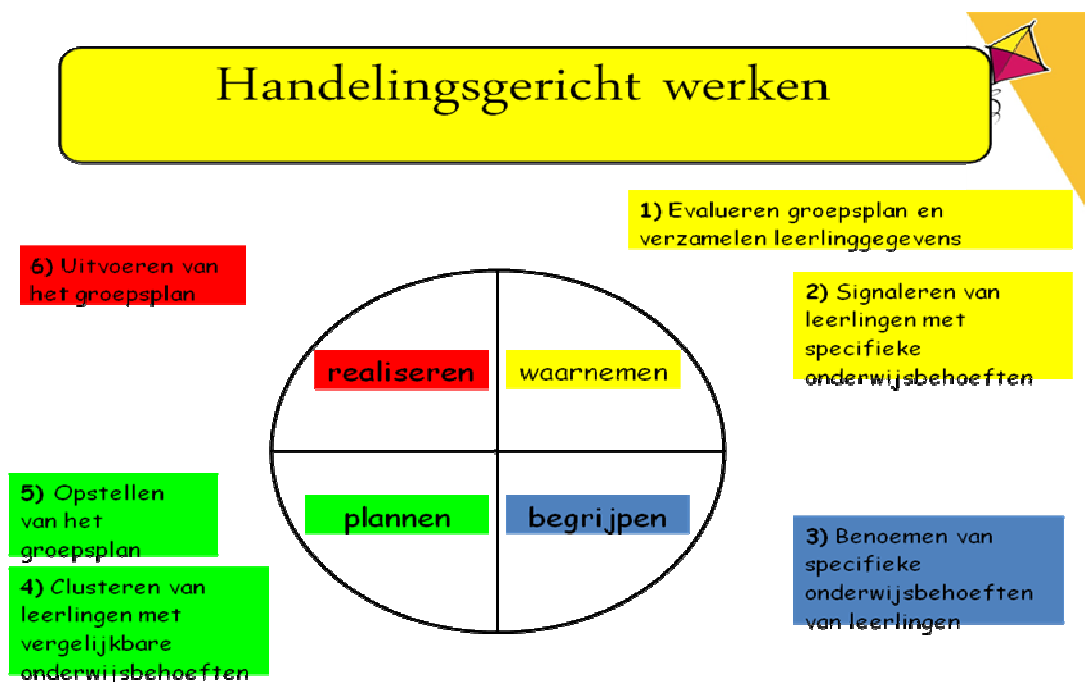 Handelingsgericht werken
1) Evalueren groepsplan en
verzamelen leerlinggegevens
2) Signaleren van
leerlingen met
specifieke
onderwijsbehoeften
6) Uitvoeren van
het groepsplan
realiseren
waarnemen
plannen
begrijpen
3) Benoemen van
specifieke
onderwijsbehoeften
van leerlingen
5) Opstellen
van het
groepsplan
4) Clusteren van
leerlingen met
vergelijkbare
onderwijsbehoeften